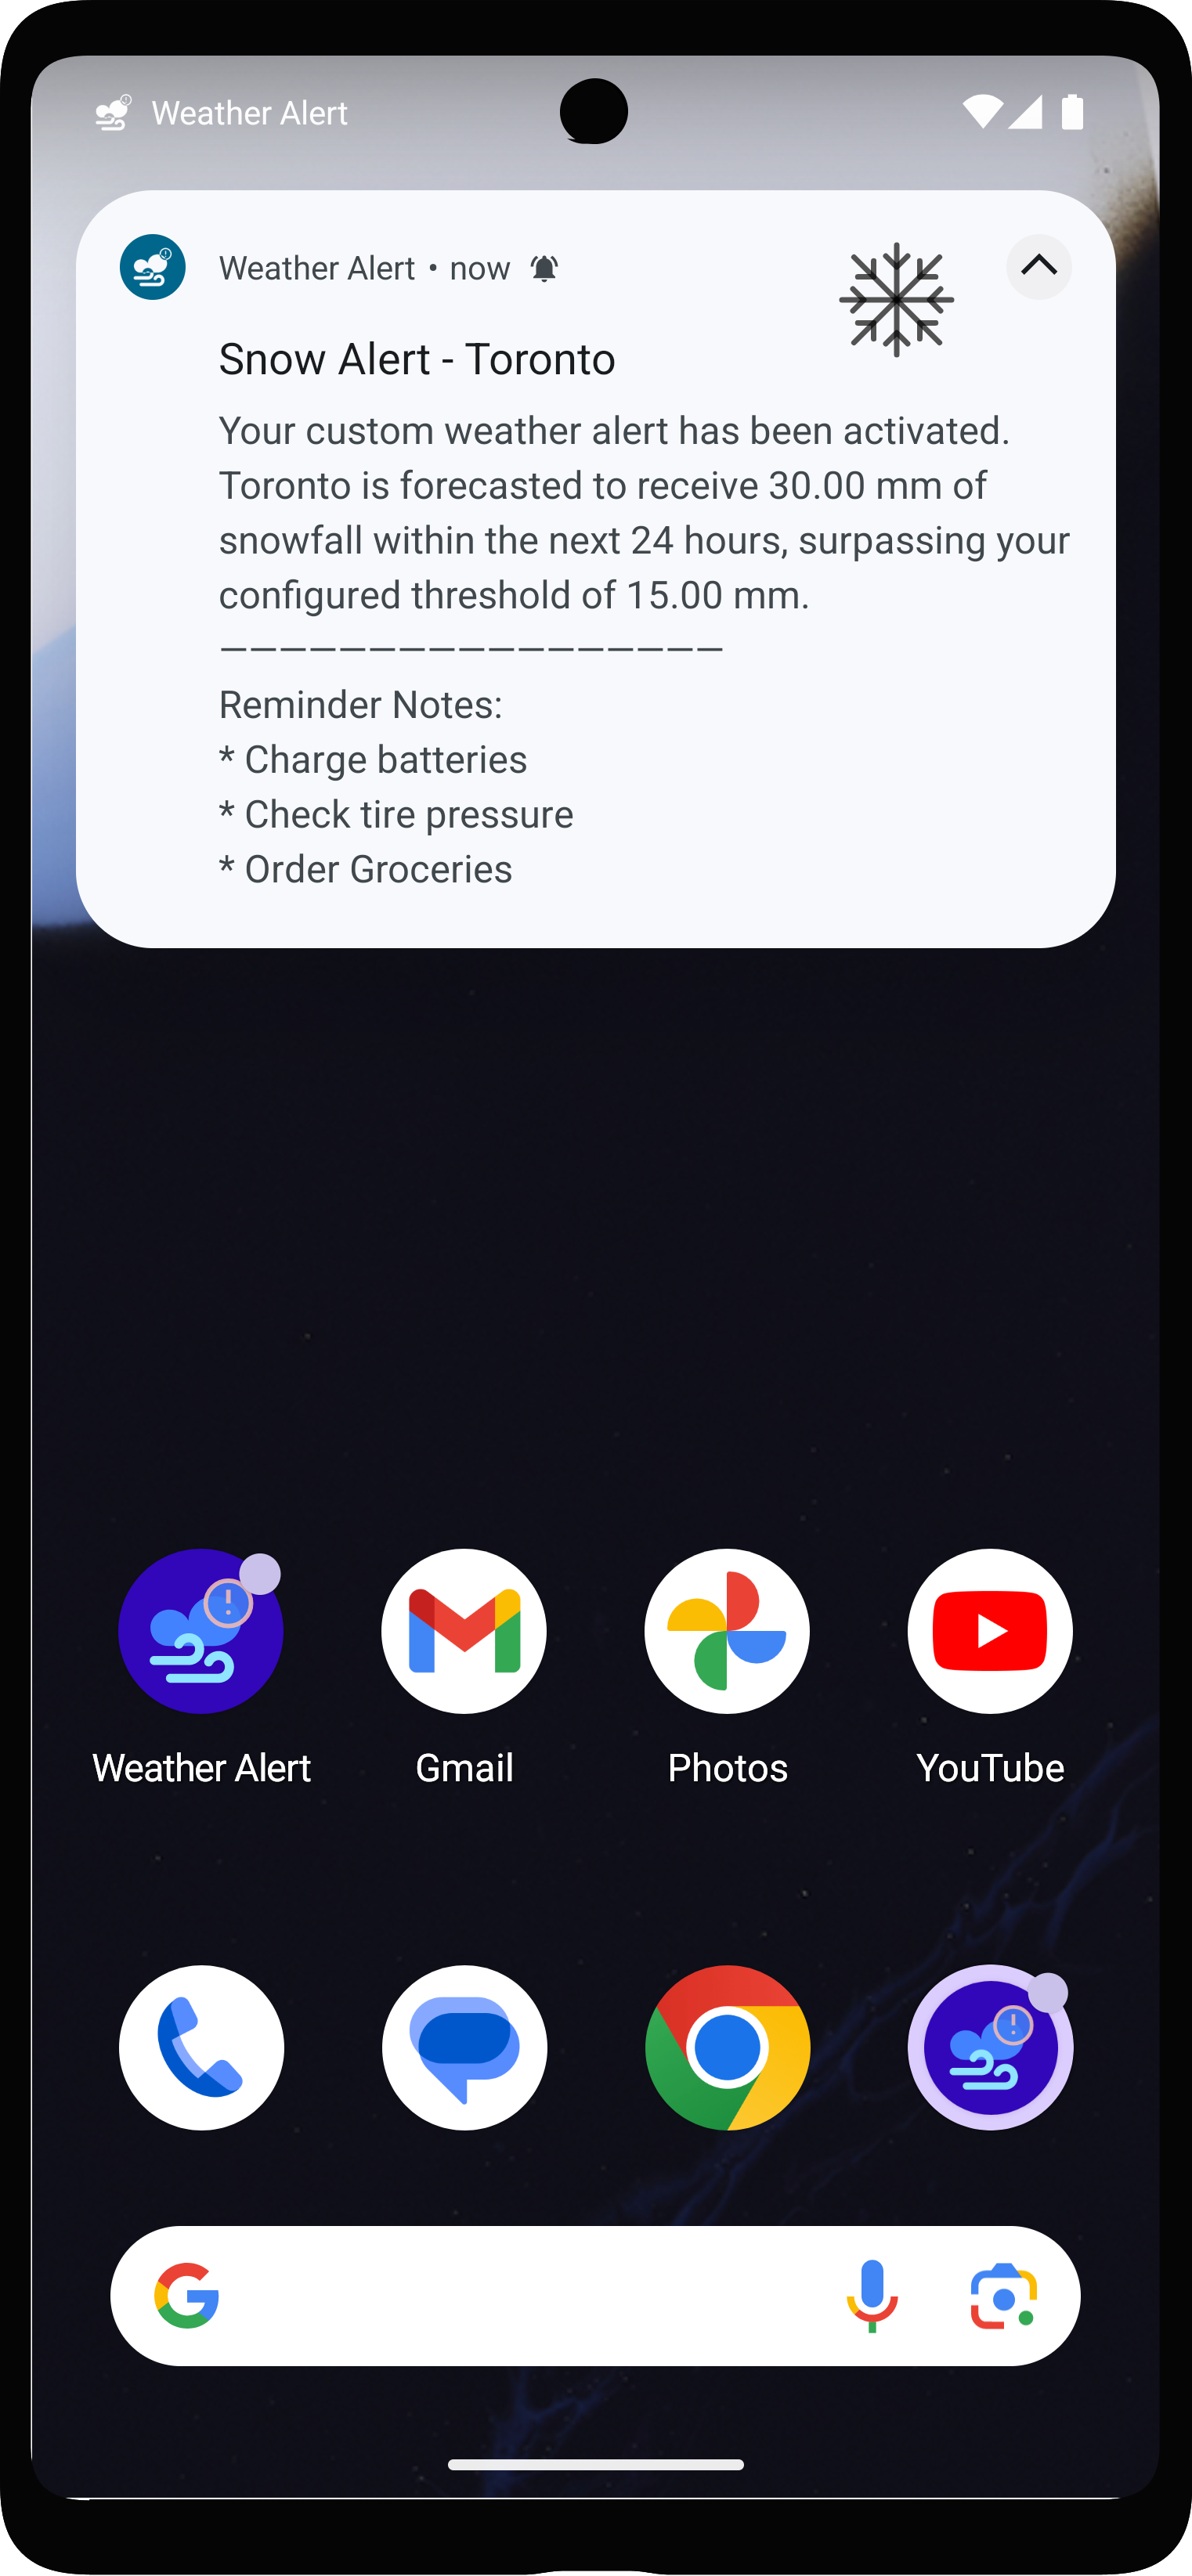 Weather Alert
Weather Alert • now
Snow Alert - Toronto
Your custom weather alert has been activated.
Toronto is forecasted to receive 30.00 mm of
snowfall within the next 24 hours, surpassing your
configured threshold of 15.00 mm.
—————————————————
Reminder Notes:
* Charge batteries
* Check tire pressure
* Order Groceries
Weather Alert
Gmail
Photos
YouTube